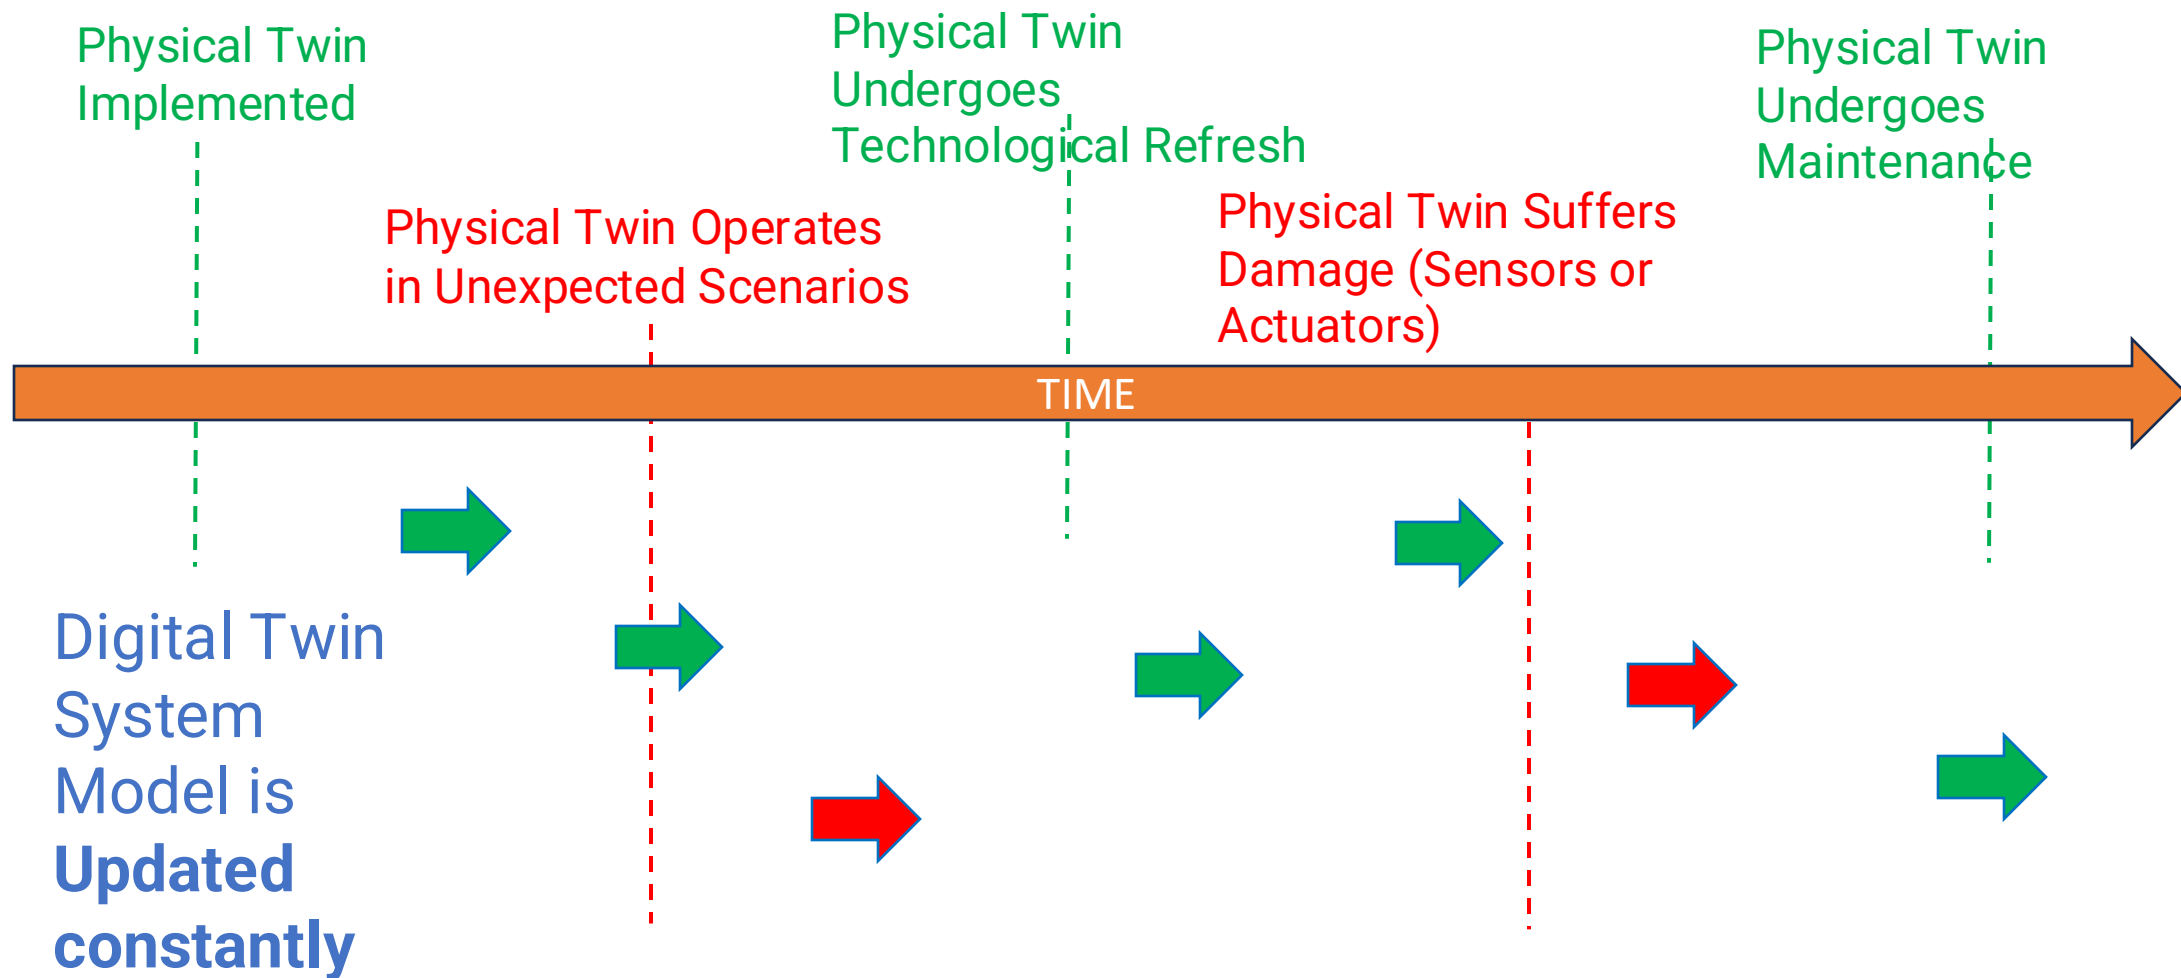 Physical Twin
Implemented
Physical Twin Operates
in Unexpected Scenarios
Physical Twin
Undergoes
Technological Refresh
Physical Twin Suffers
Damage (Sensors or
Actuators)
Physical Twin
Undergoes
Maintenance
TIME
Digital Twin
System
Model is
Updated
constantly